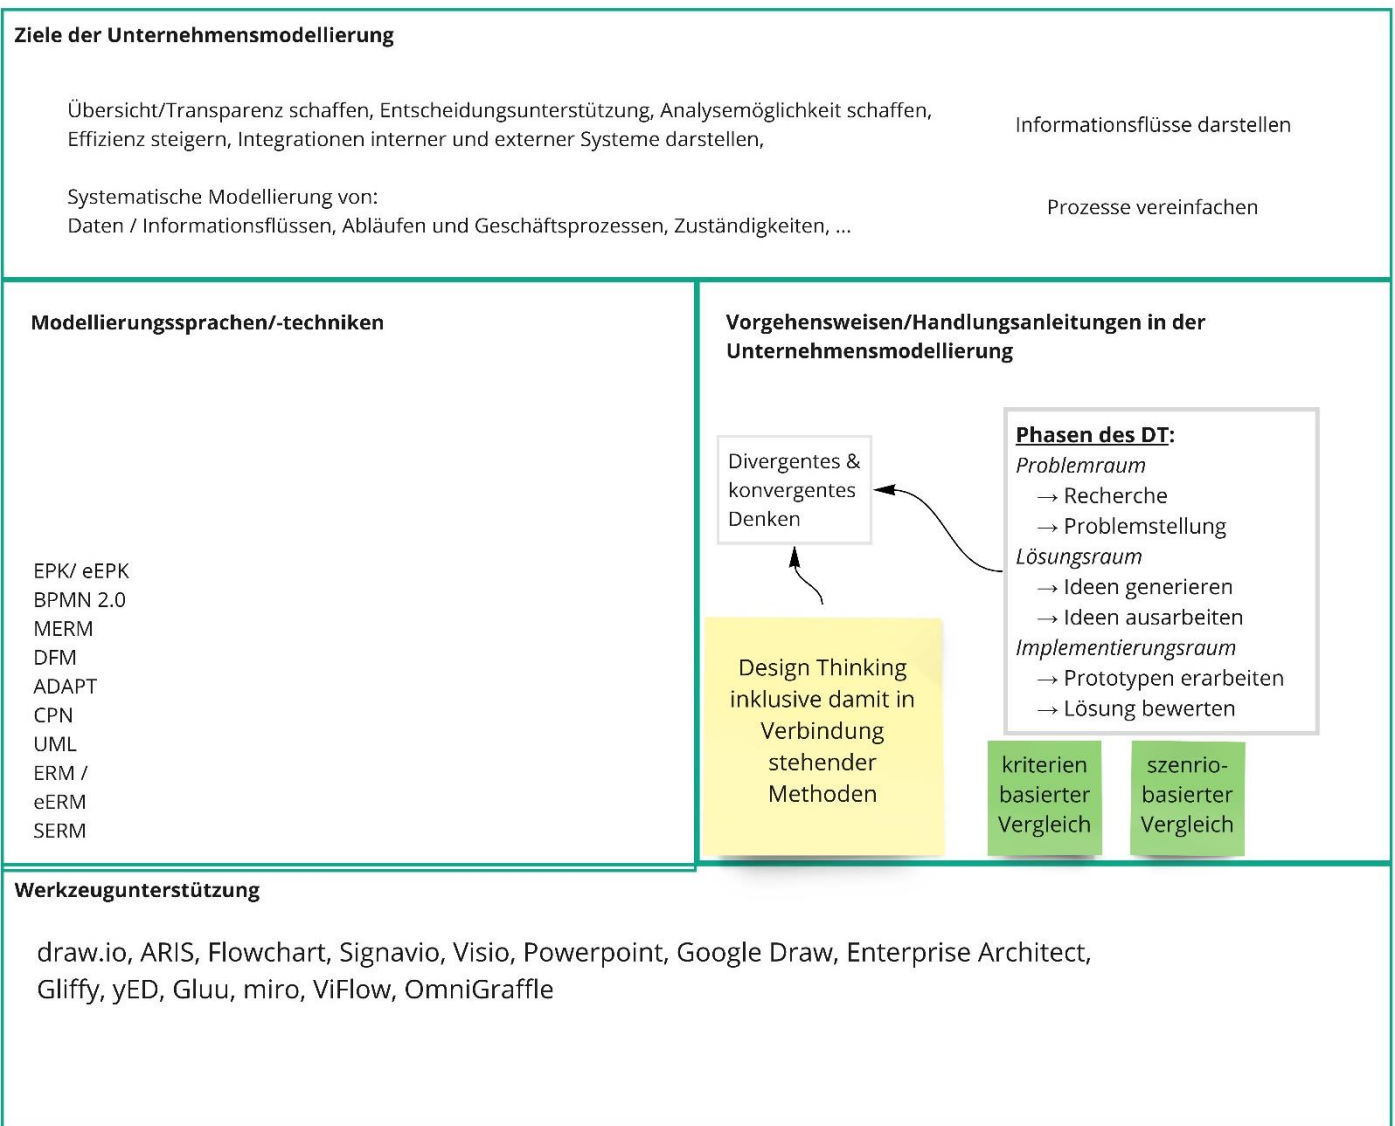 Ziele der Unternehmensmodellierung
Übersicht/Transparenz schaffen, Entscheidungsunterstützung, Analysemöglichkeit schaffen,
Effizienz steigern, Integrationen interner und externer Systeme darstellen,
Informationsflüsse darstellen
Systematische Modellierung von:
Daten / Informationsflüssen, Abläufen und Geschäftsprozessen, Zuständigkeiten, ...
Prozesse vereinfachen
Modellierungssprachen/-techniken
EPK/ eEPK
BPMN 2.0
MERM
DFM
ADAPT
CPN
UML
ERM /
eERM
SERM
Vorgehensweisen/Handlungsanleitungen in der
Unternehmensmodellierung
Divergentes &
konvergentes
Denken
Phasen des DT:
Problemraum
→ Recherche
→ Problemstellung
Lösungsraum
→ Ideen generieren
→ Ideen ausarbeiten
Implementierungsraum
→ Prototypen erarbeiten
→ Lösung bewerten
Design Thinking
inklusive damit in
Verbindung
stehender
Methoden
kriterien
basierter
Vergleich
szenrio-
basierter
Vergleich
Werkzeugunterstützung
draw.io, ARIS, Flowchart, Signavio, Visio, Powerpoint, Google Draw, Enterprise Architect,
Gliffy, yED, Gluu, miro, ViFlow, OmniGraffle